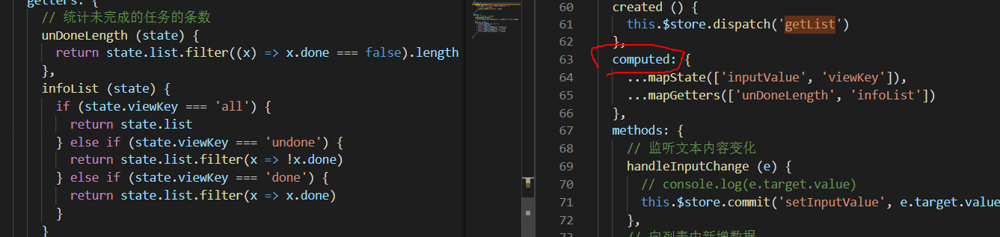 getters: {
// 统计未完成的任务的条数
unDoneLength (state) {
return state.list.filter((x) => x.done === false).length
},
infoList (state) {
if (state.viewKey === 'all') {
return state.list
} else if (state.viewKey === 'undone') {
return state.list.filter(x => !x.done)
} else if (state.viewKey === 'done') {
return state.list.filter(x => x.done)
}
}
60 created () {
61 this.$store.dispatch('getList')
62 },
63 computed: {
64 ...mapState(['inputValue', 'viewKey']),
65 ...mapGetters(['unDoneLength', 'infoList'])
66 },
67 methods: {
68 // 监听文本内容变化
69 handleInputChange (e) {
70 // console.log(e.target.value)
71 this.$store.commit('setInputValue', e.target.value
72 },
73 // 向列表中新增数据